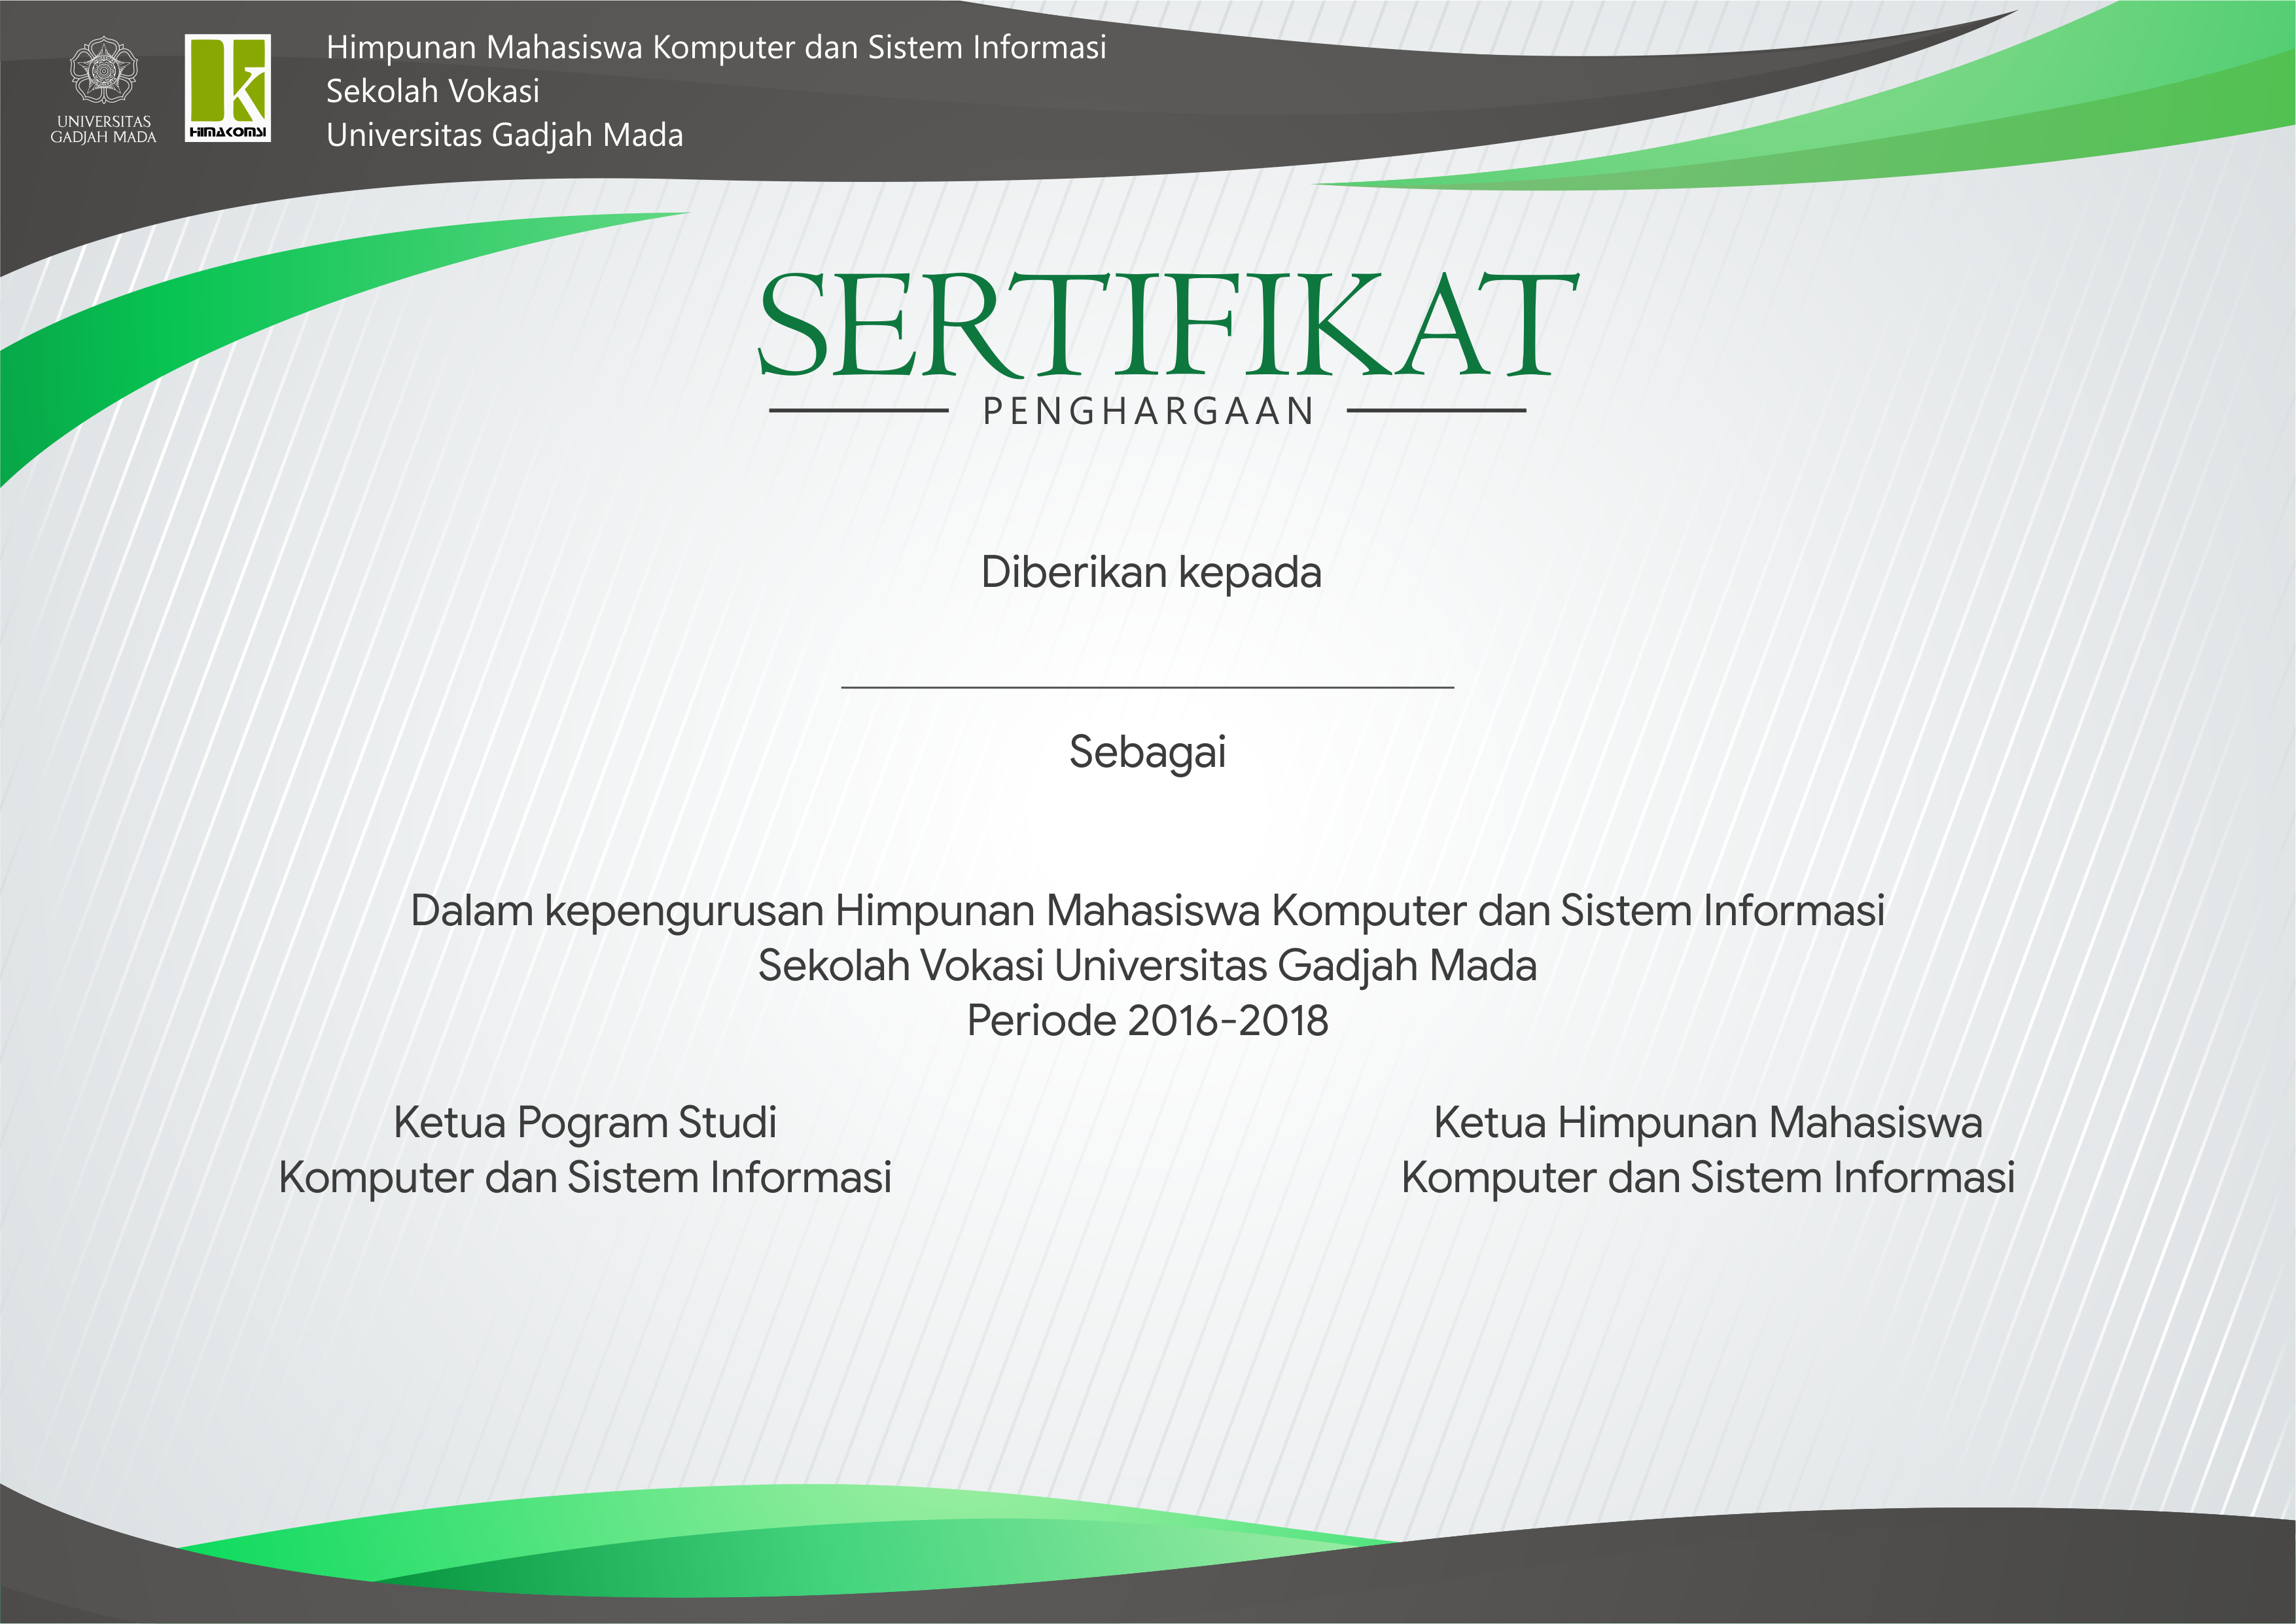 UNIVERSITAS
GADJAH MADA
k
HIMAKOMSI
Himpunan Mahasiswa Komputer dan Sistem Informasi
Sekolah Vokasi
Universitas Gadjah Mada
SERTIFIKAT
PENGHARGAAN
Diberikan kepada
Sebagai
Dalam kepengurusan Himpunan Mahasiswa Komputer dan Sistem Informasi
Sekolah Vokasi Universitas Gadjah Mada
Periode 2016-2018
Ketua Pogram Studi
Komputer dan Sistem Informasi
Ketua Himpunan Mahasiswa
Komputer dan Sistem Informasi